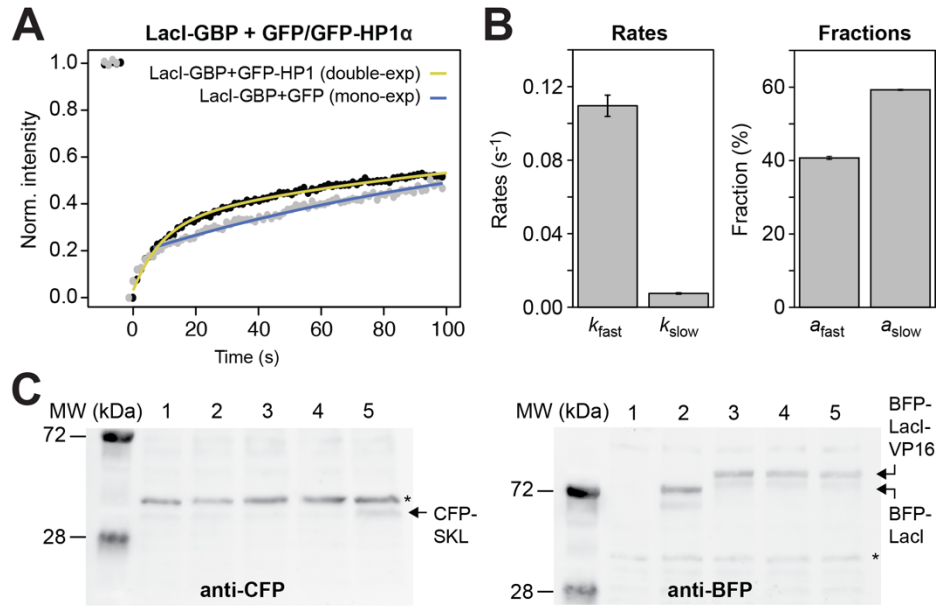 A
LacI-GBP + GFP/GFP-HP1α
Norm. intensity
1.0
0.8
0.6
0.4
0.2
0.0
LacI-GBP+GFP-HP1 (double-exp)
LacI-GBP+GFP (mono-exp)
0 20 40 60 80 100
Time (s)
B
Rates
Rates (s⁻¹)
0.12
0.08
0.04
0.00
kfast kslow
Fractions
Fraction (%)
60
40
20
0
afast aslow
C
MW (kDa) 1 2 3 4 5
72
28
*
CFP-
SKL
anti-CFP
MW (kDa) 1 2 3 4 5
72
28
BFP-
LacI-
VP16
BFP-
LacI
*
anti-BFP